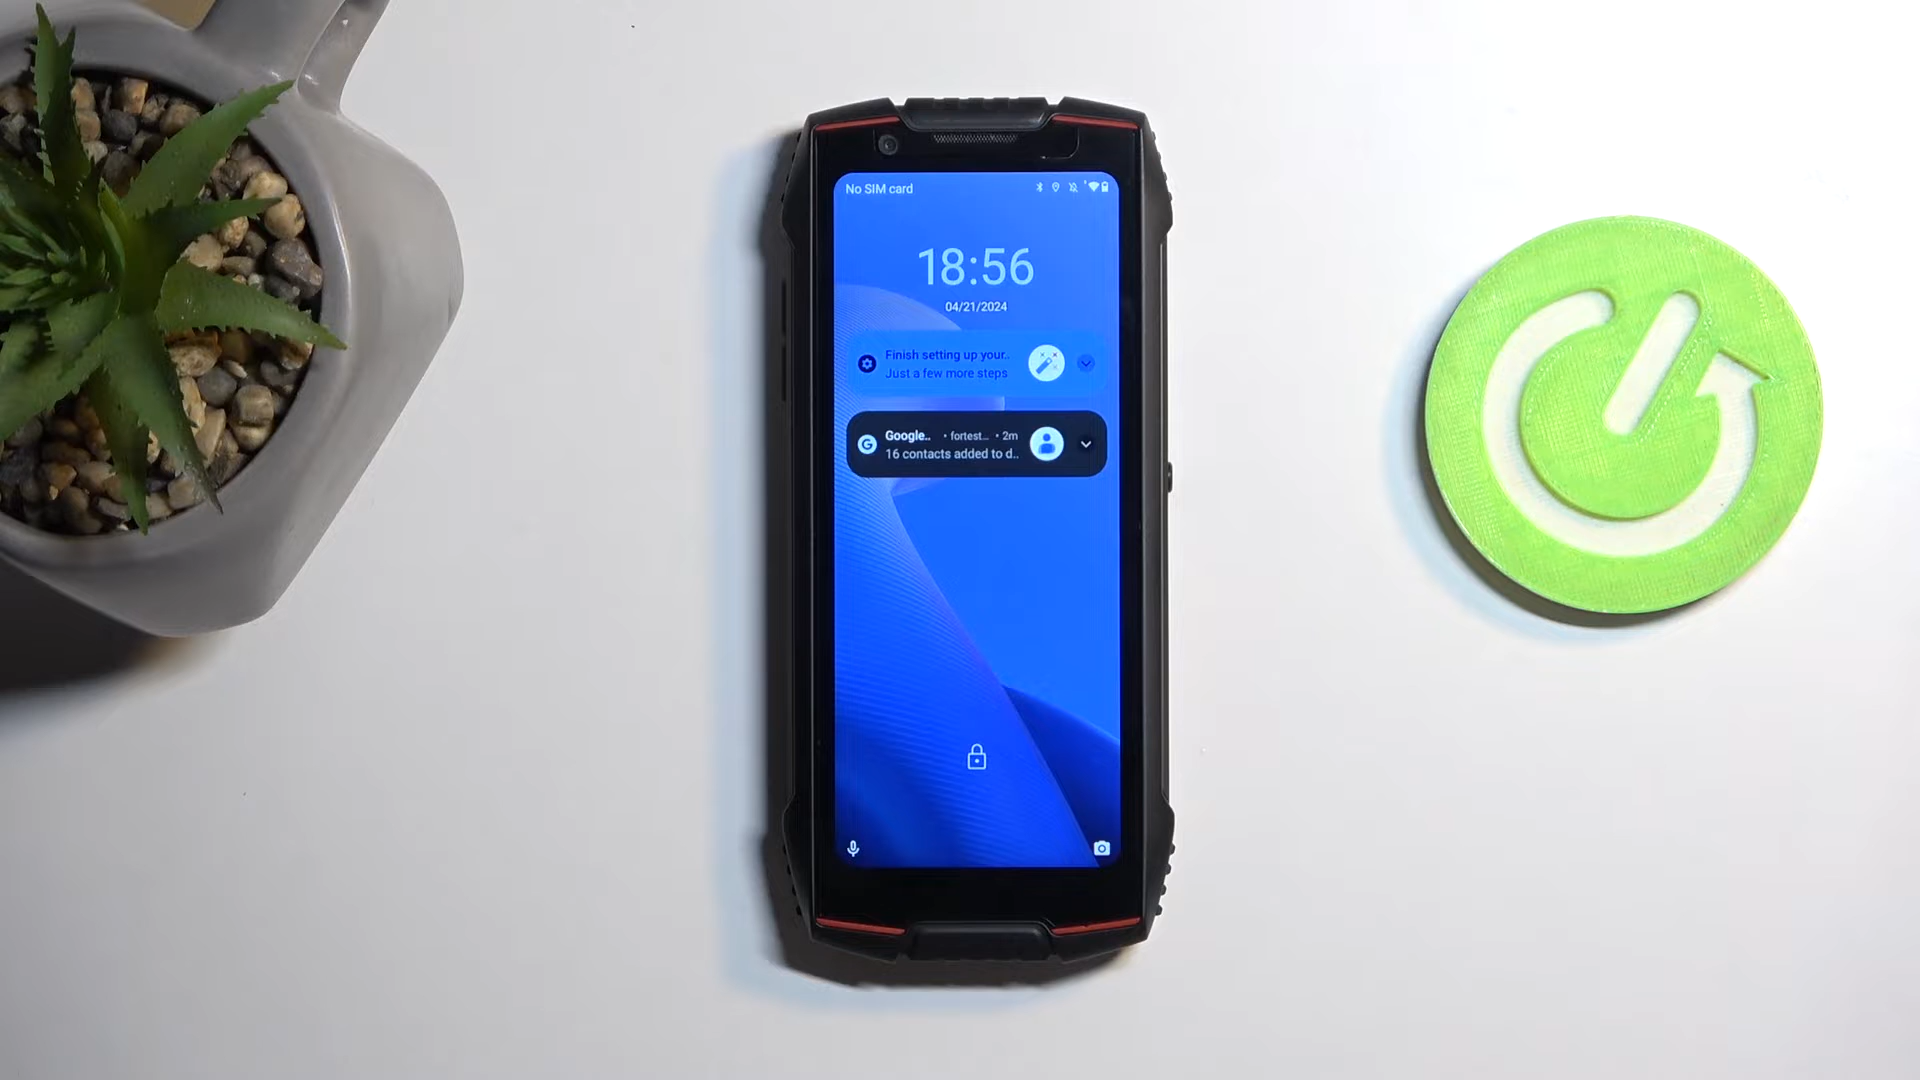 No SIM card
18:56
04/21/2024
Finish setting up your..
Just a few more steps
Google.. • fortest... • 2m
16 contacts added to d..